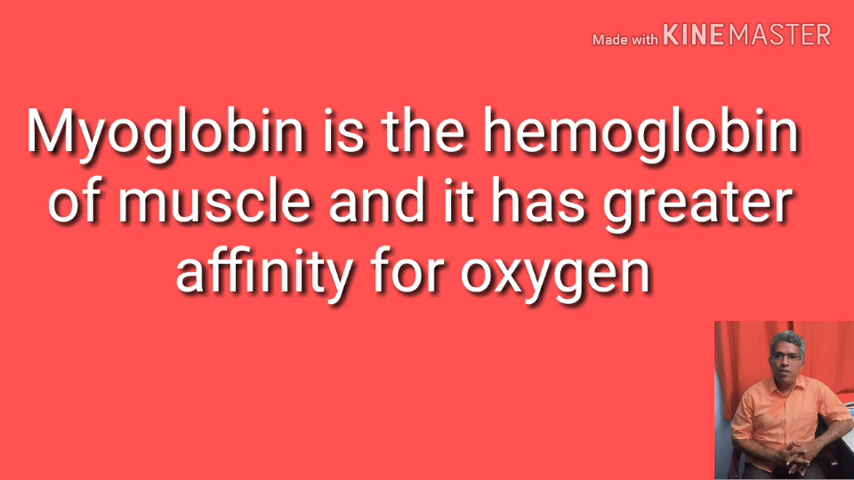 Made with KINEMASTER
Myoglobin is the hemoglobin
of muscle and it has greater
affinity for oxygen